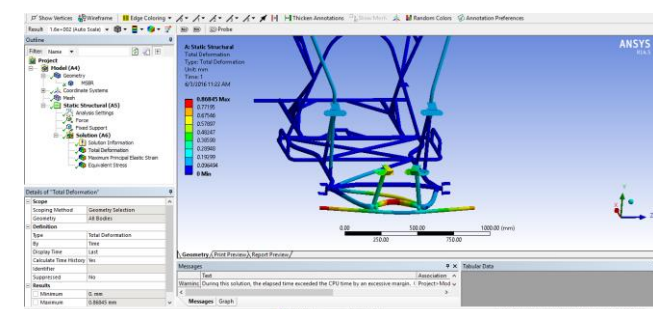 Show Vertices Wireframe Edge Coloring Thicken Annotations Show Mesh Random Colors Annotation Preferences
Result 1.6e+002 (Auto Scale) Probe
Outline
Filter: Name
Project
Model (A4)
Geometry
Coordinate Systems
Mesh
Static Structural (A5)
Analysis Settings
Force
Fixed Support
Solution (A6)
Solution Information
Total Deformation
Maximum Principal Elastic Strain
Equivalent Stress
A: Static Structural
Total Deformation
Type: Total Deformation
Unit: mm
Time: 1
0.86845 Max
0.77195
0.67546
0.57897
0.48247
0.38598
0.28948
0.19299
0.096494
0 Min
ANSYS
R14.5
0.00 500.00 1000.00 (mm)
250.00 750.00
Details of "Total Deformation"
Scope
Scoping Method Geometry Selection
Geometry All Bodies
Definition
Type Total Deformation
By Time
Display Time Last
Calculate Time History Yes
Identifier
Suppressed No
Results
Minimum 0. mm
Maximum 0.86845 mm
Geometry Print Preview Report Preview
Messages
Text Association
Warning During this solution, the elapsed time exceeded the CPU time by an excessive margin. Project>Mod
Messages Graph
Tabular Data